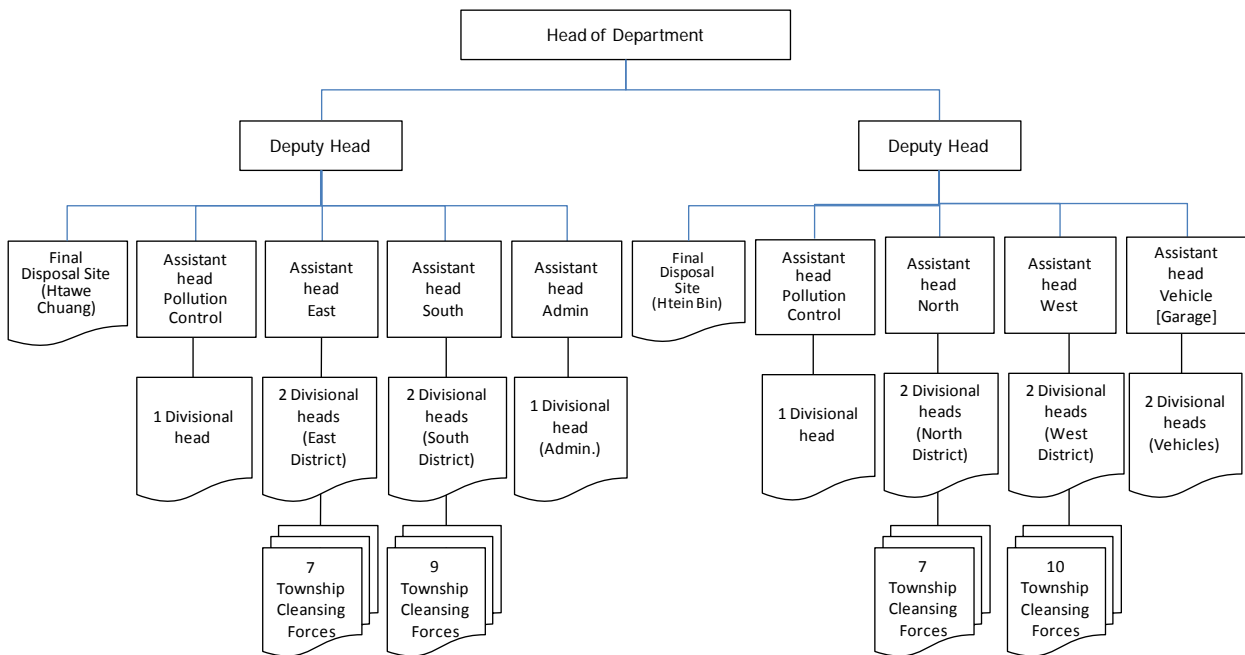 Head of Department
Deputy Head
Deputy Head
Final
Disposal Site
(Htawe
Chuang)
Assistant
head
Pollution
Control
Assistant
head
East
Assistant
head
South
Assistant
head
Admin
Final
Disposal
Site
(Htein Bin)
Assistant
head
Pollution
Control
Assistant
head
North
Assistant
head
West
Assistant
head
Vehicle
[Garage]
1 Divisional
head
2 Divisional
heads
(East
District)
2 Divisional
heads
(South
District)
1 Divisional
head
(Admin.)
1 Divisional
head
2 Divisional
heads
(North
District)
2 Divisional
heads
(West
District)
2 Divisional
heads
(Vehicles)
7
Township
Cleansing
Forces
9
Township
Cleansing
Forces
7
Township
Cleansing
Forces
10
Township
Cleansing
Forces